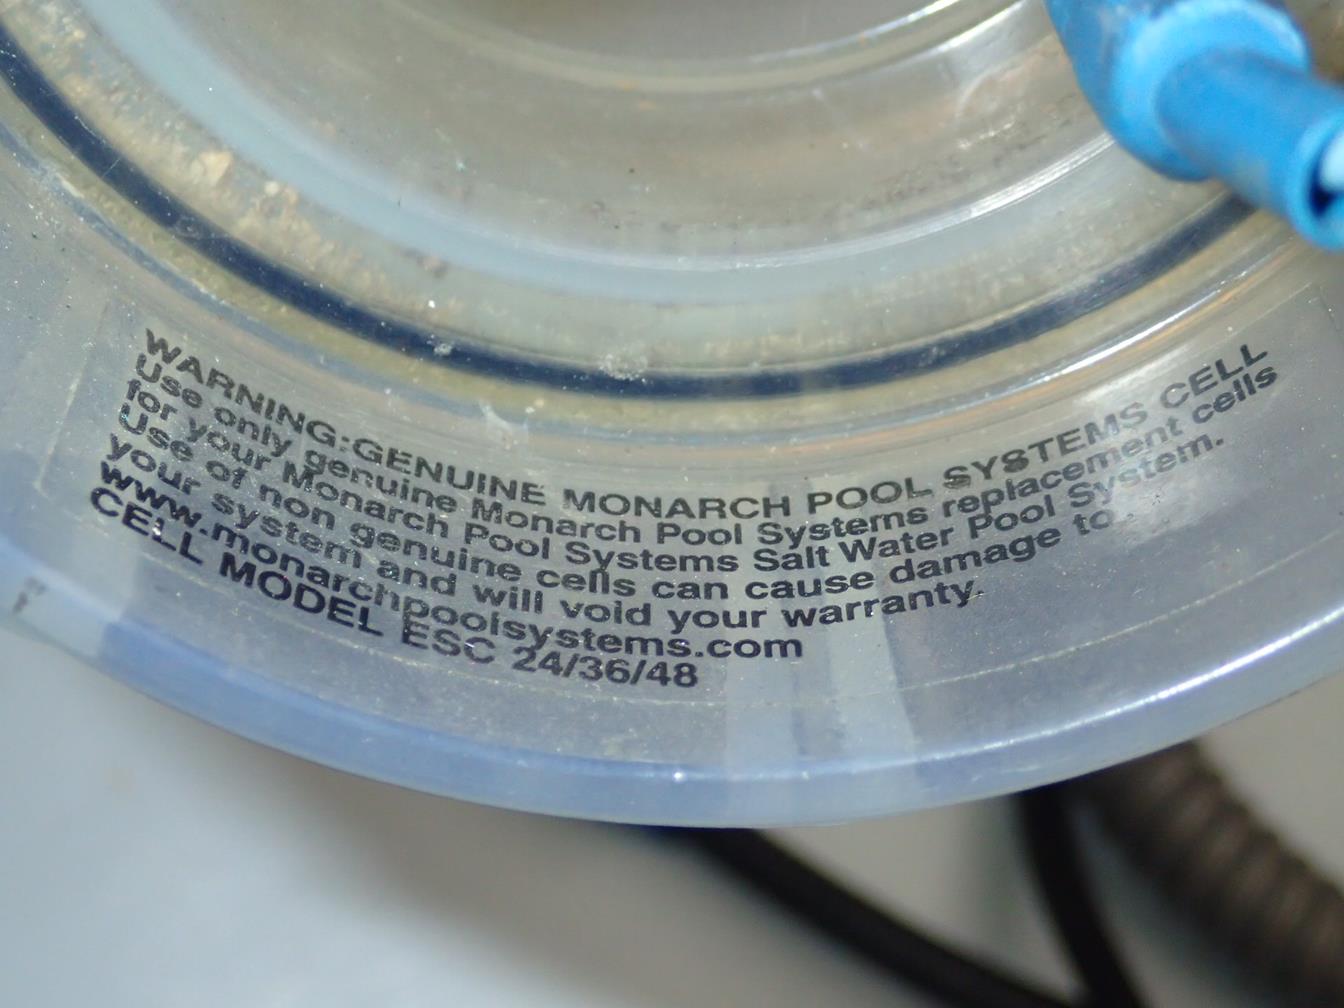 WARNING:GENUINE MONARCH POOL SYSTEMS CELL
Use only genuine Monarch Pool Systems replacement cells
for your Monarch Pool Systems Salt Water Pool System.
Use of non genuine cells can cause damage to
your system and will void your warranty.
www.monarchpoolsystems.com
CELL MODEL ESC 24/36/48